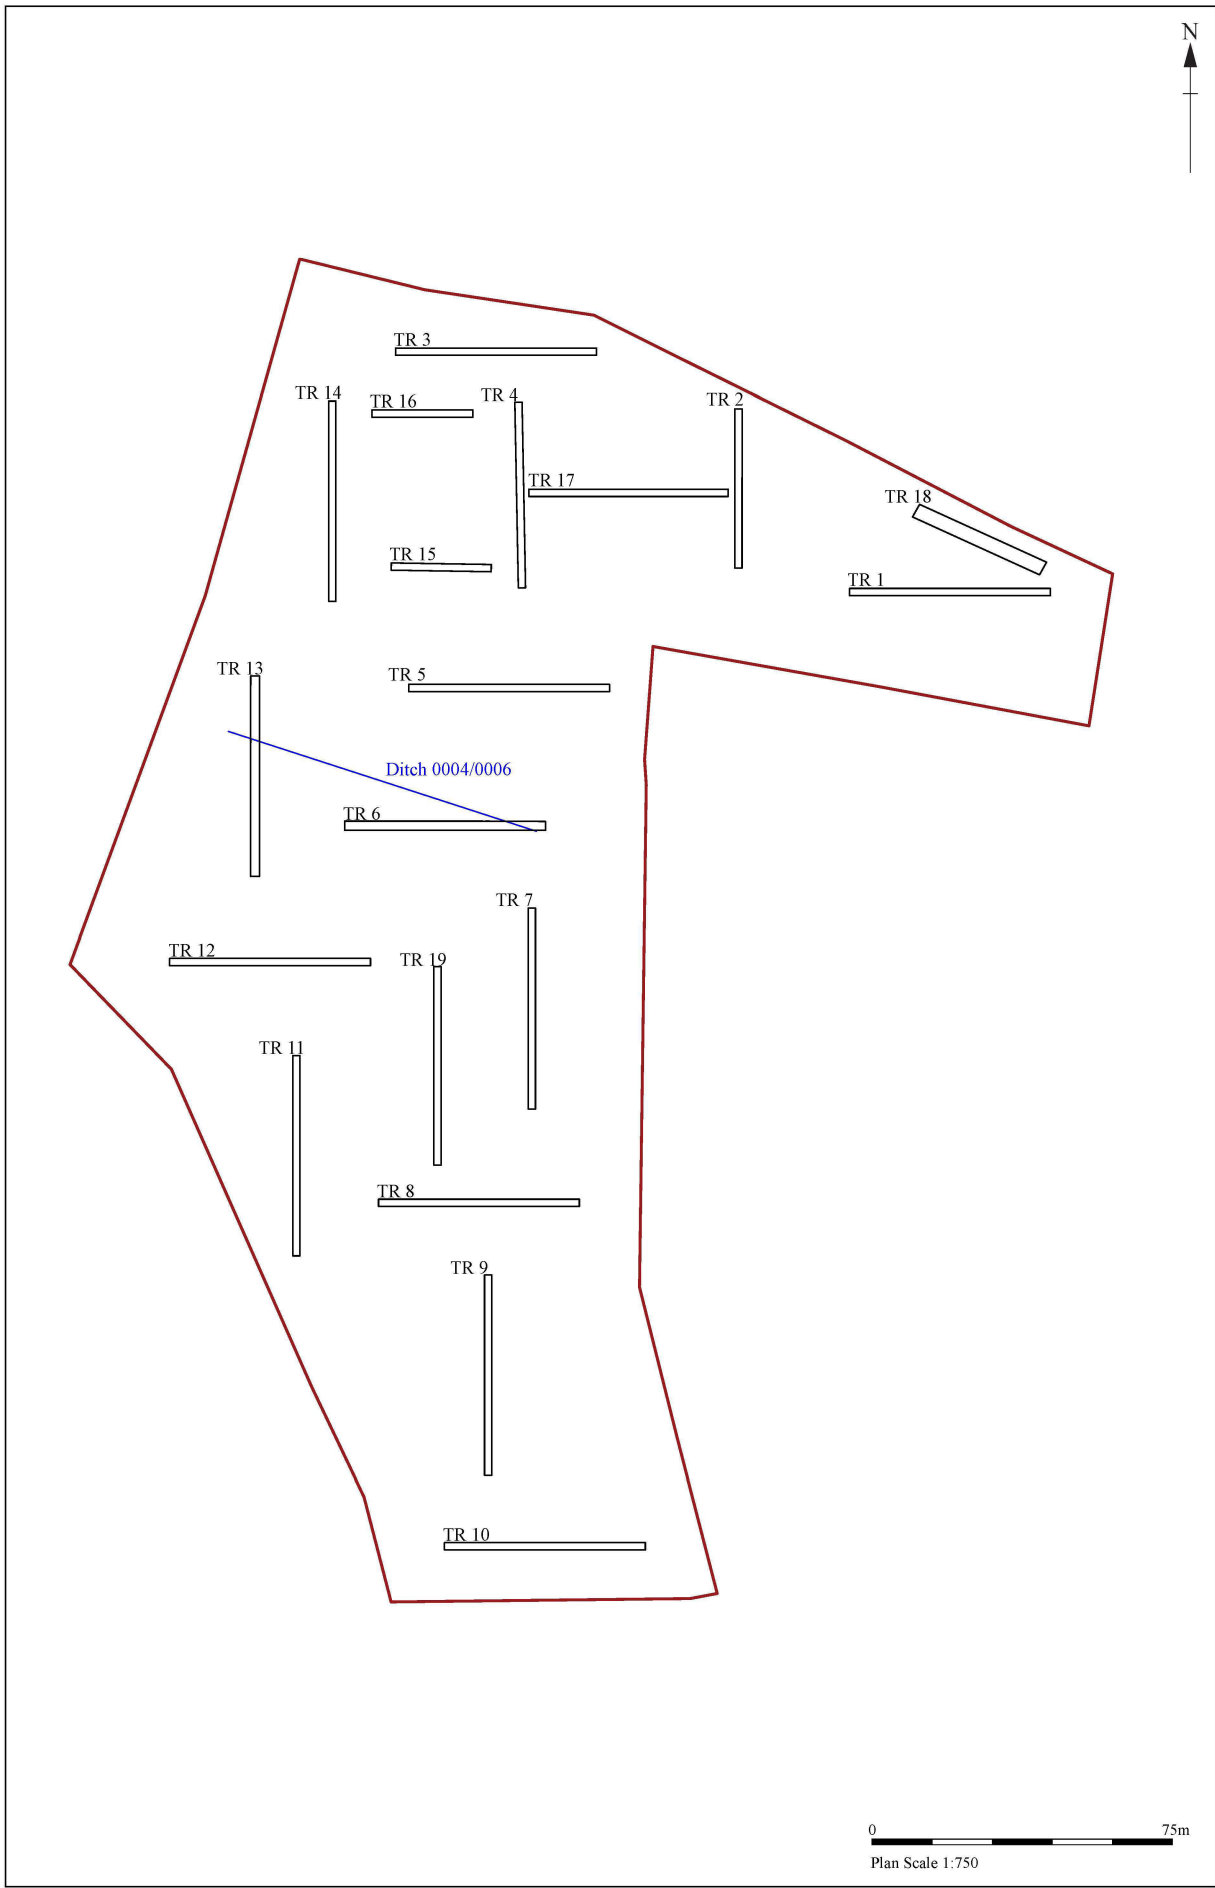 N
TR 3
TR 14
TR 16
TR 4
TR 2
TR 17
TR 18
TR 15
TR 1
TR 13
TR 5
Ditch 0004/0006
TR 6
TR 7
TR 12
TR 19
TR 11
TR 8
TR 9
TR 10
0 75m
Plan Scale 1:750